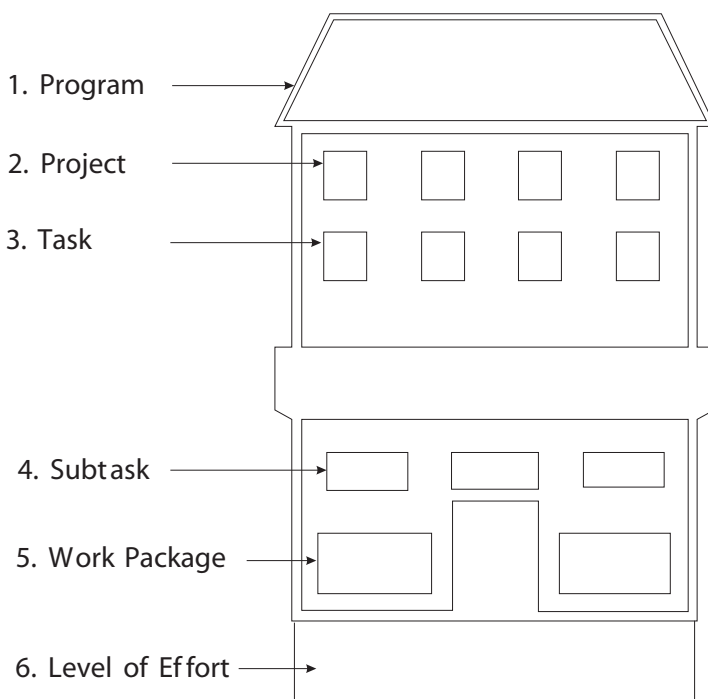 1. Program
2. Project
3. Task
4. Subtask
5. Work Package
6. Level of Effort